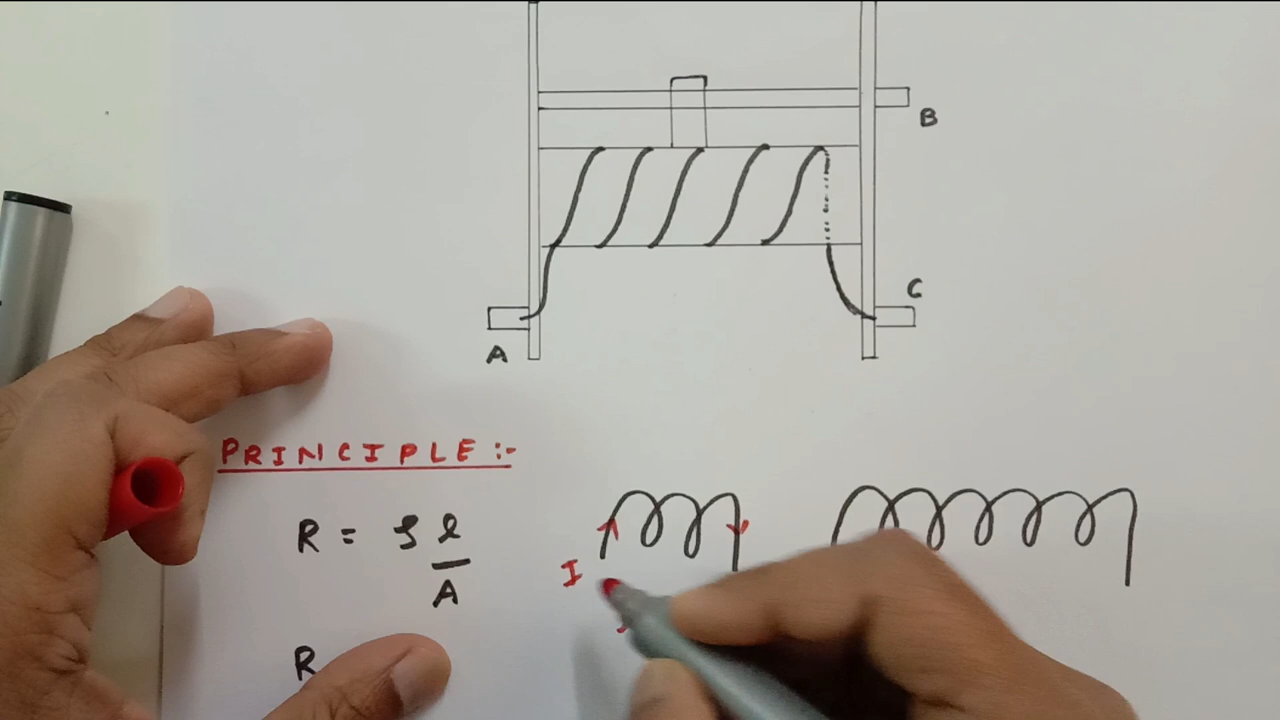 B
C
A
PRINCIPLE :-
R = ρ l
A
I
R